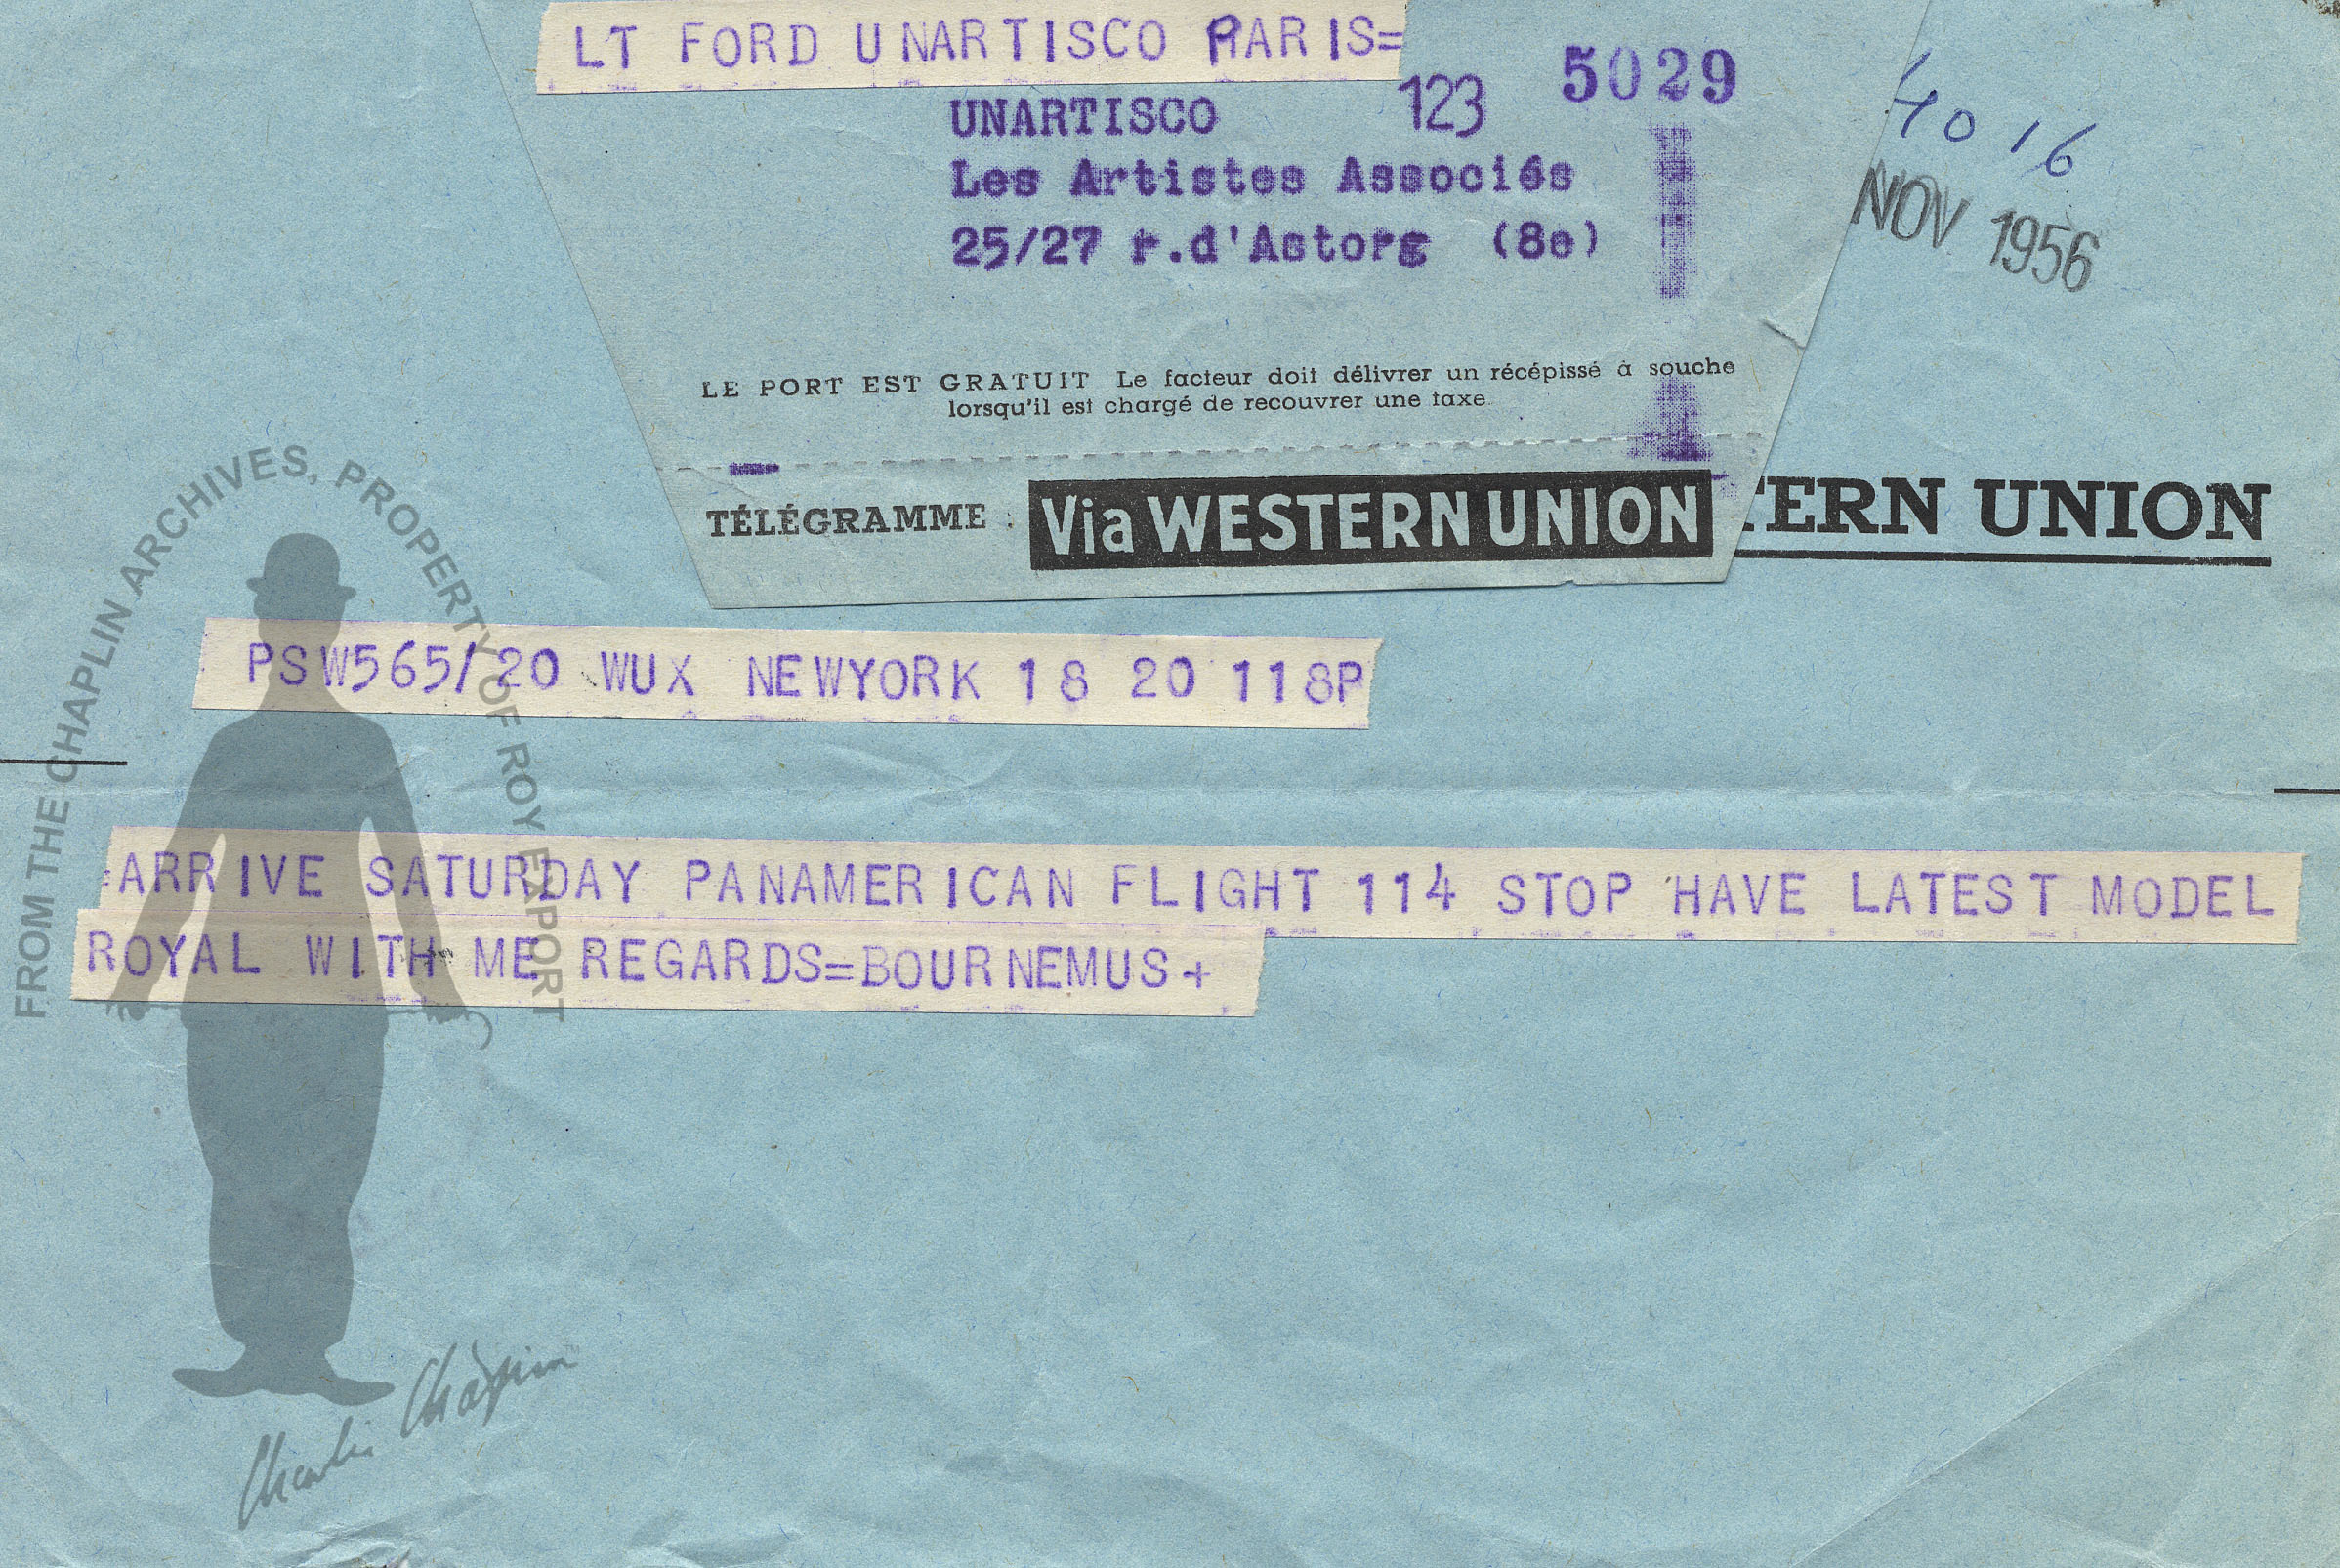 LT FORD UNARTISCO PARIS=
123 5029
UNARTISCO
Les Artistes Associés
25/27 r.d'Astorg (8e)
40 16
NOV 1956
LE PORT EST GRATUIT Le facteur doit délivrer un récépissé à souche
lorsqu'il est chargé de recouvrer une taxe
TÉLÉGRAMME : Via WESTERN UNION
TERN UNION
PSW565/20 WUX NEWYORK 18 20 118P
=ARRIVE SATURDAY PANAMERICAN FLIGHT 114 STOP HAVE LATEST MODEL
ROYAL WITH ME REGARDS=BOURNEMUS+
FROM THE CHAPLIN ARCHIVES, PROPERTY OF ROY EXPORT
Charlie Chaplin